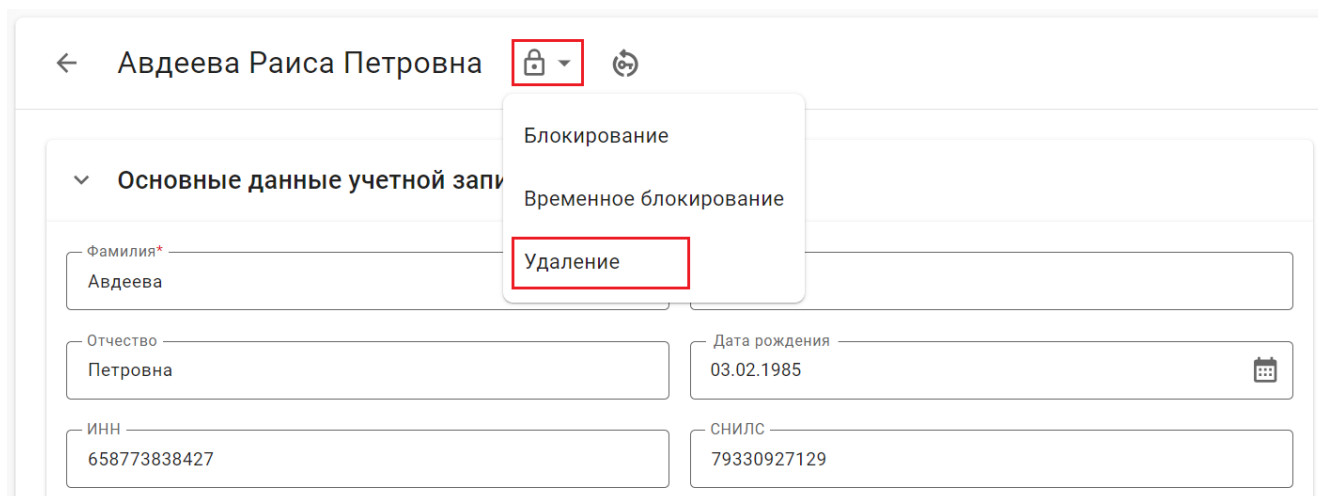 Авдеева Раиса Петровна
Блокирование
Основные данные учетной запи
Временное блокирование
Удаление
Фамилия*
Авдеева
Отчество
Петровна
Дата рождения
03.02.1985
ИНН
658773838427
СНИЛС
79330927129